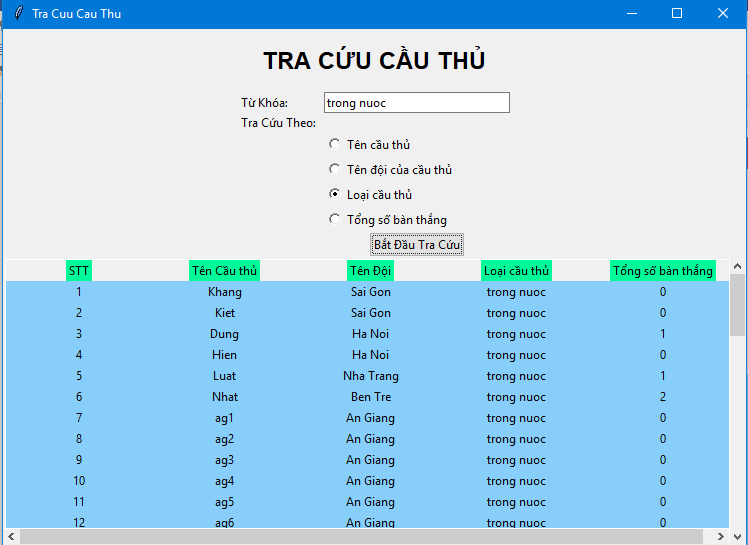 Tra Cuu Cau Thu
TRA CỨU CẦU THỦ
Từ Khóa: trong nuoc
Tra Cứu Theo:
Tên cầu thủ
Tên đội của cầu thủ
Loại cầu thủ
Tổng số bàn thắng
Bắt Đầu Tra Cứu
STT Tên Cầu thủ Tên Đội Loại cầu thủ Tổng số bàn thắng
1 Khang Sai Gon trong nuoc 0
2 Kiet Sai Gon trong nuoc 0
3 Dung Ha Noi trong nuoc 1
4 Hien Ha Noi trong nuoc 0
5 Luat Nha Trang trong nuoc 1
6 Nhat Ben Tre trong nuoc 2
7 ag1 An Giang trong nuoc 0
8 ag2 An Giang trong nuoc 0
9 ag3 An Giang trong nuoc 0
10 ag4 An Giang trong nuoc 0
11 ag5 An Giang trong nuoc 0
12 ag6 An Giang trong nuoc 0